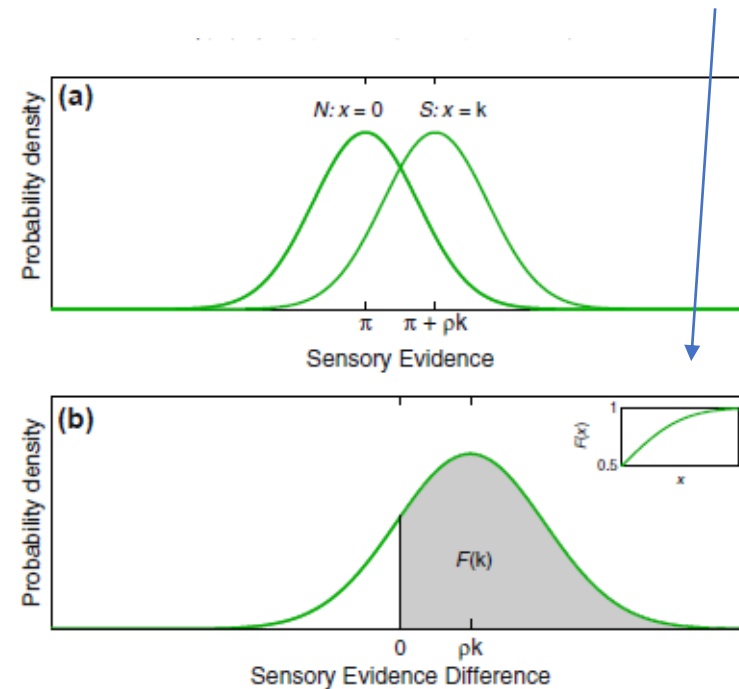 (a)
N: x = 0
S: x = k
Probability density
π
π + ρk
Sensory Evidence
(b)
1
F(x)
0.5
x
Probability density
F(k)
0
ρk
Sensory Evidence Difference